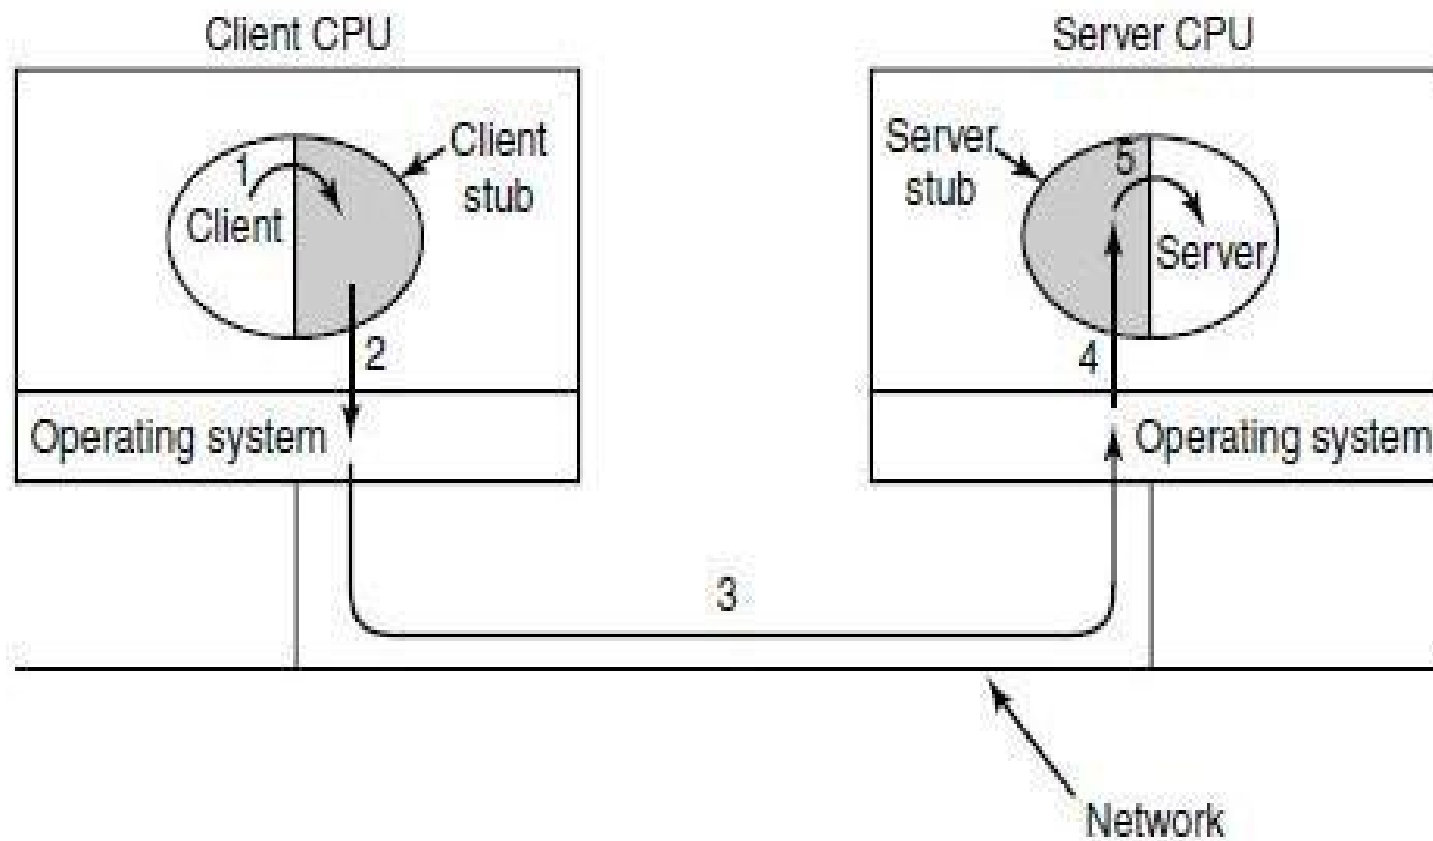 Client CPU
Server CPU
Client
stub
Server
stub
1
Client
5
Server
2
4
Operating system
Operating system
3
Network